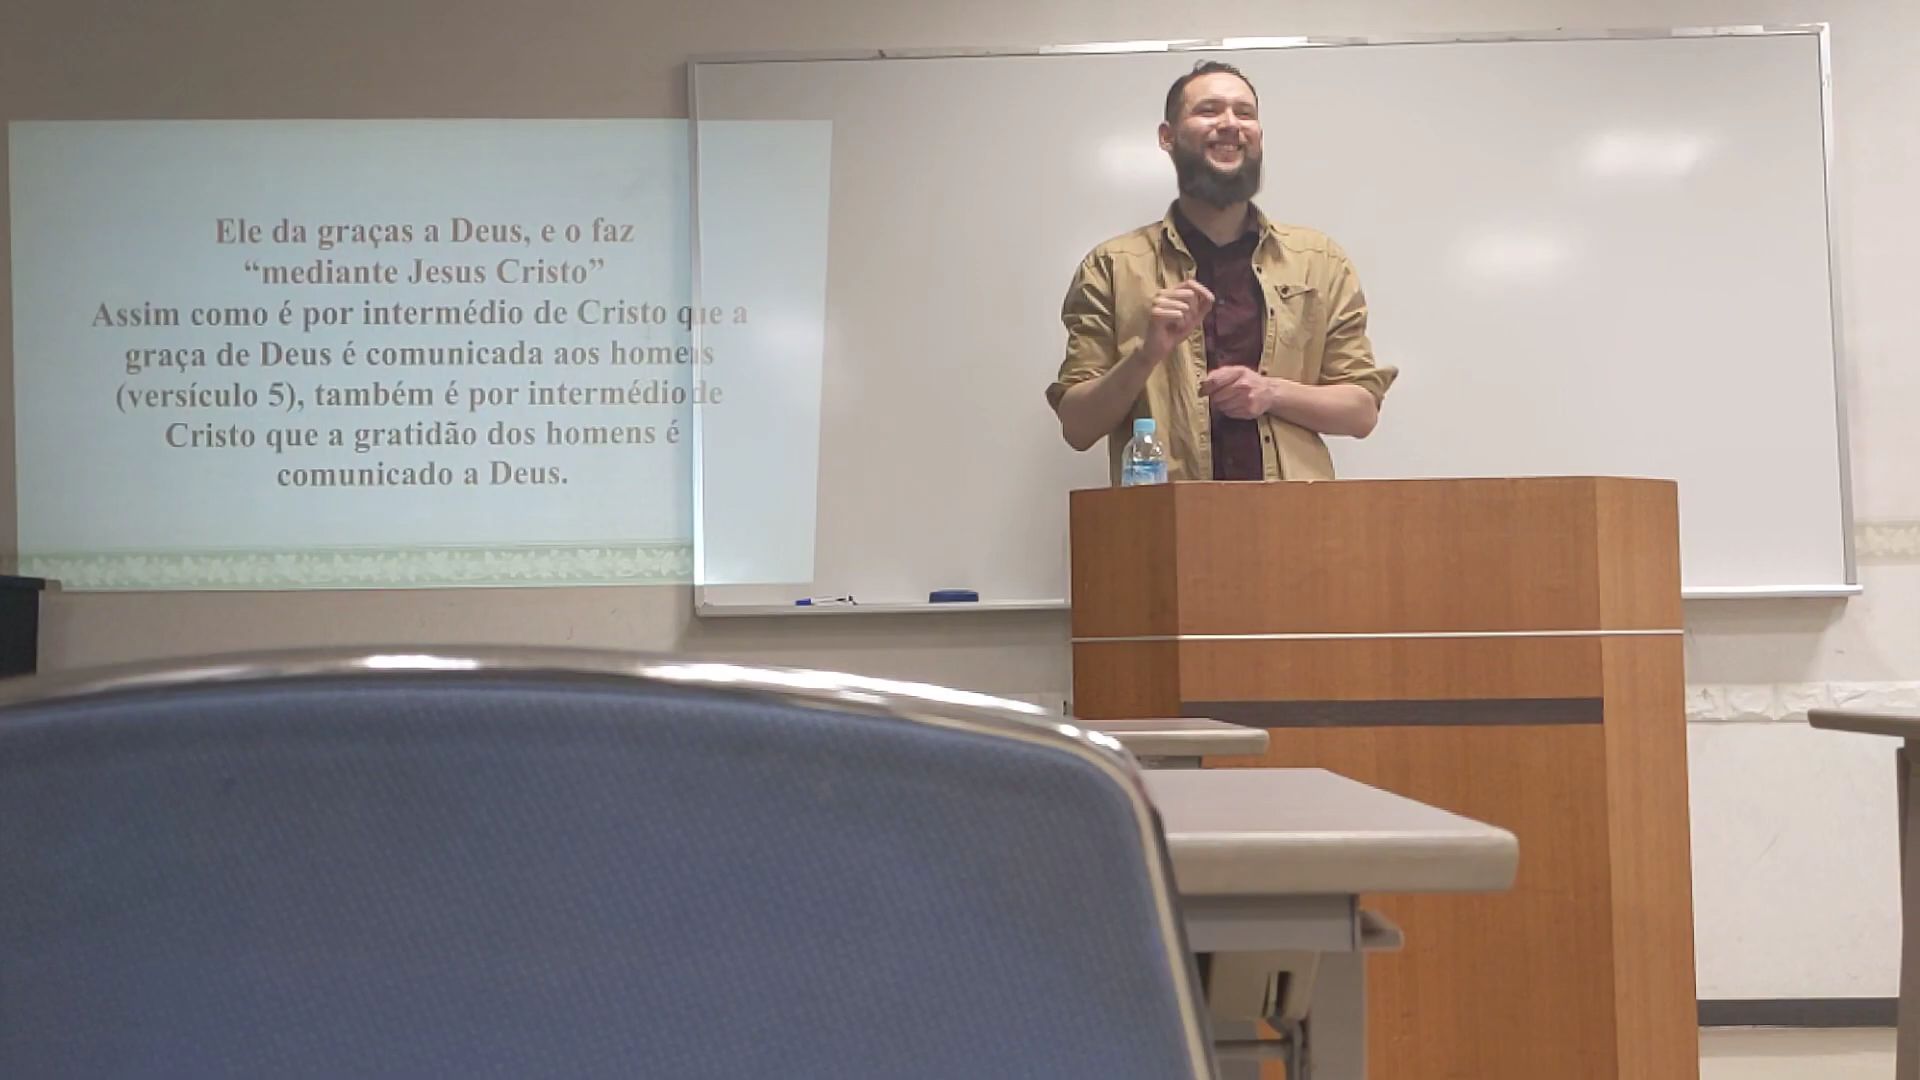 Ele da graças a Deus, e o faz
“mediante Jesus Cristo”
Assim como é por intermédio de Cristo que a
graça de Deus é comunicada aos homens
(versículo 5), também é por intermédio de
Cristo que a gratidão dos homens é
comunicado a Deus.